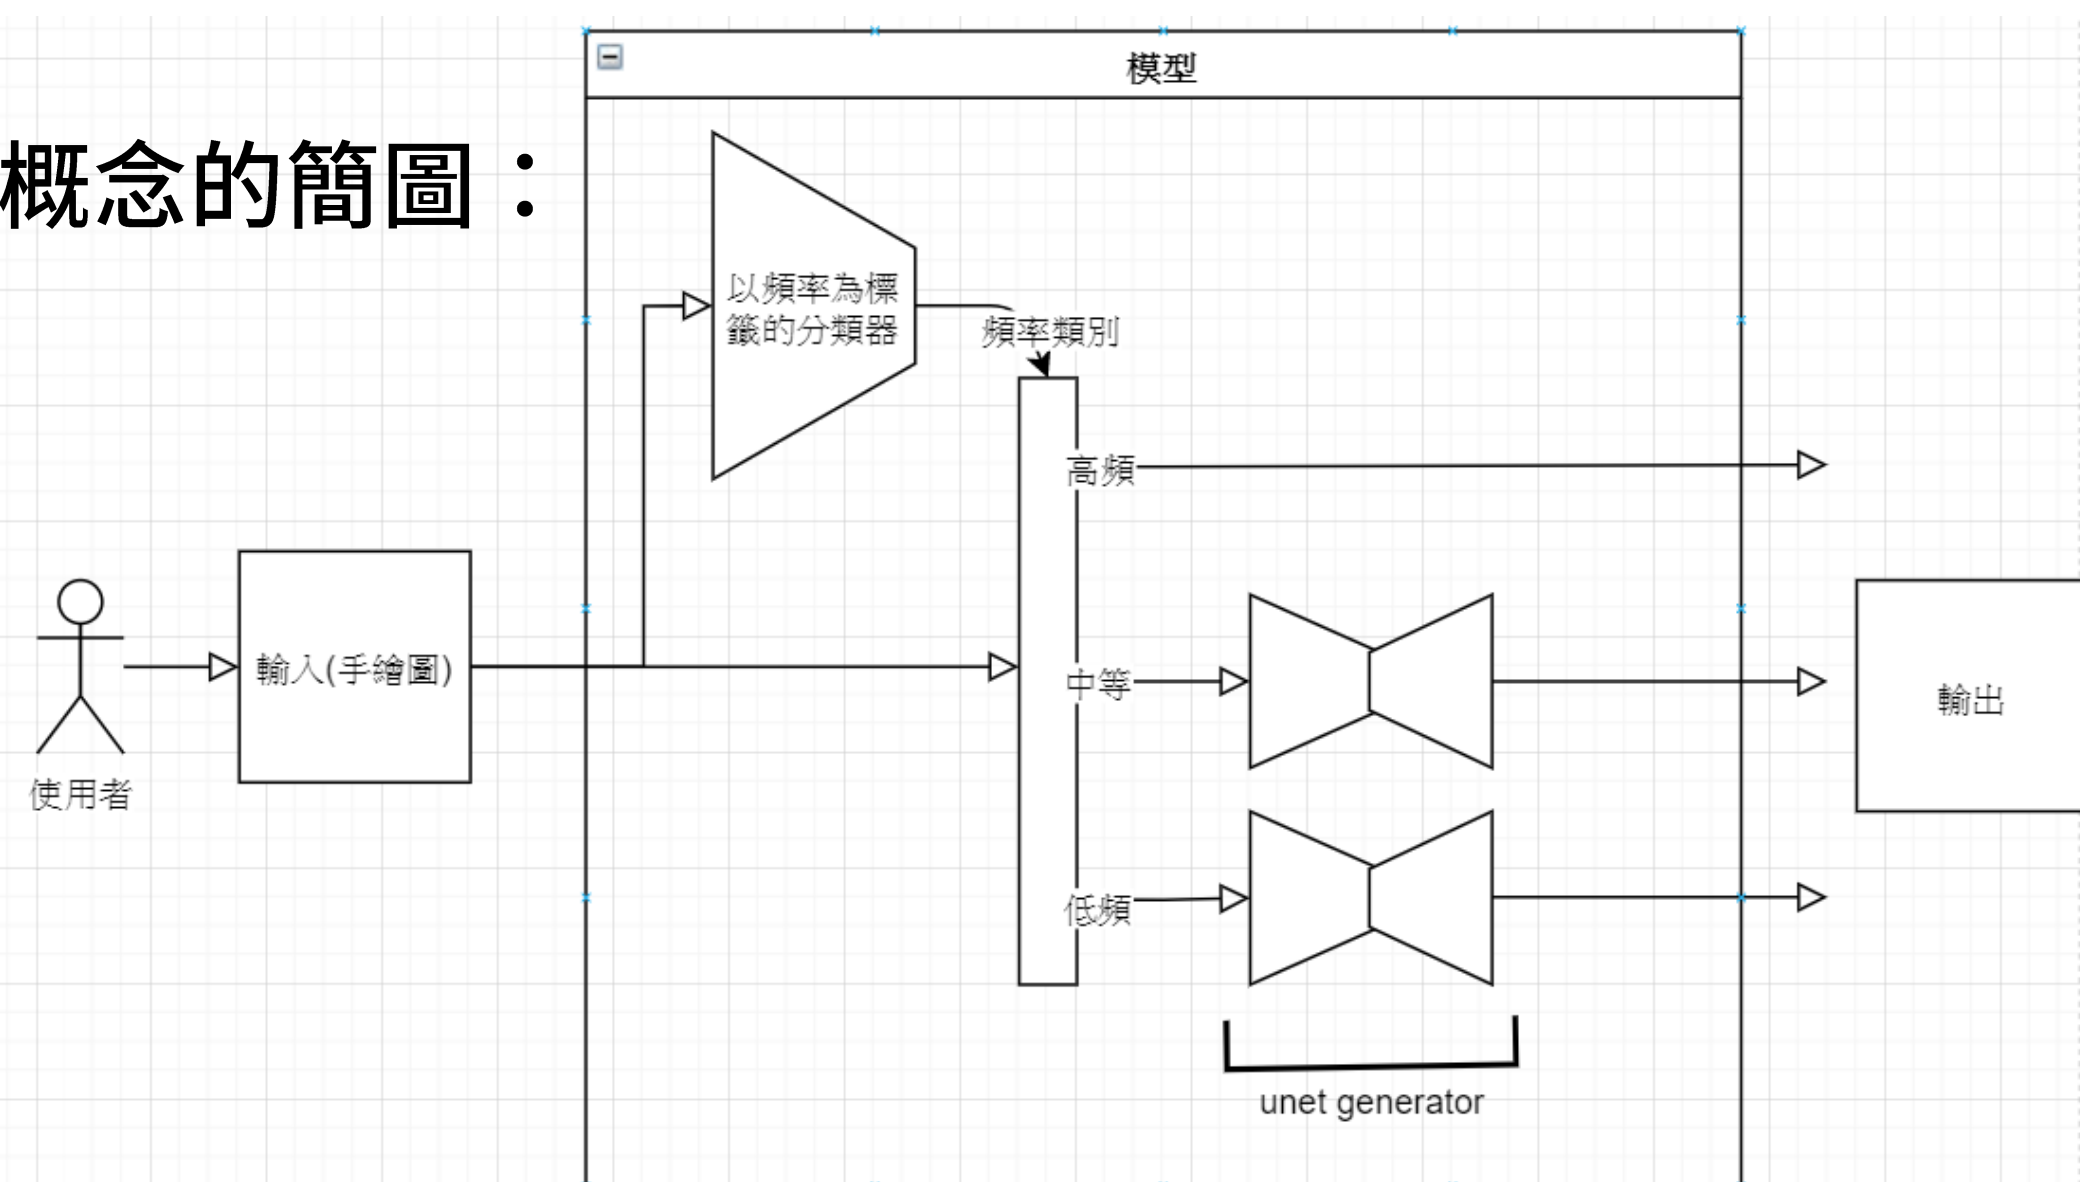 模型
概念的簡圖：
以頻率為標
籤的分類器
頻率類別
高頻
輸入(手繪圖)
中等
輸出
使用者
低頻
unet generator